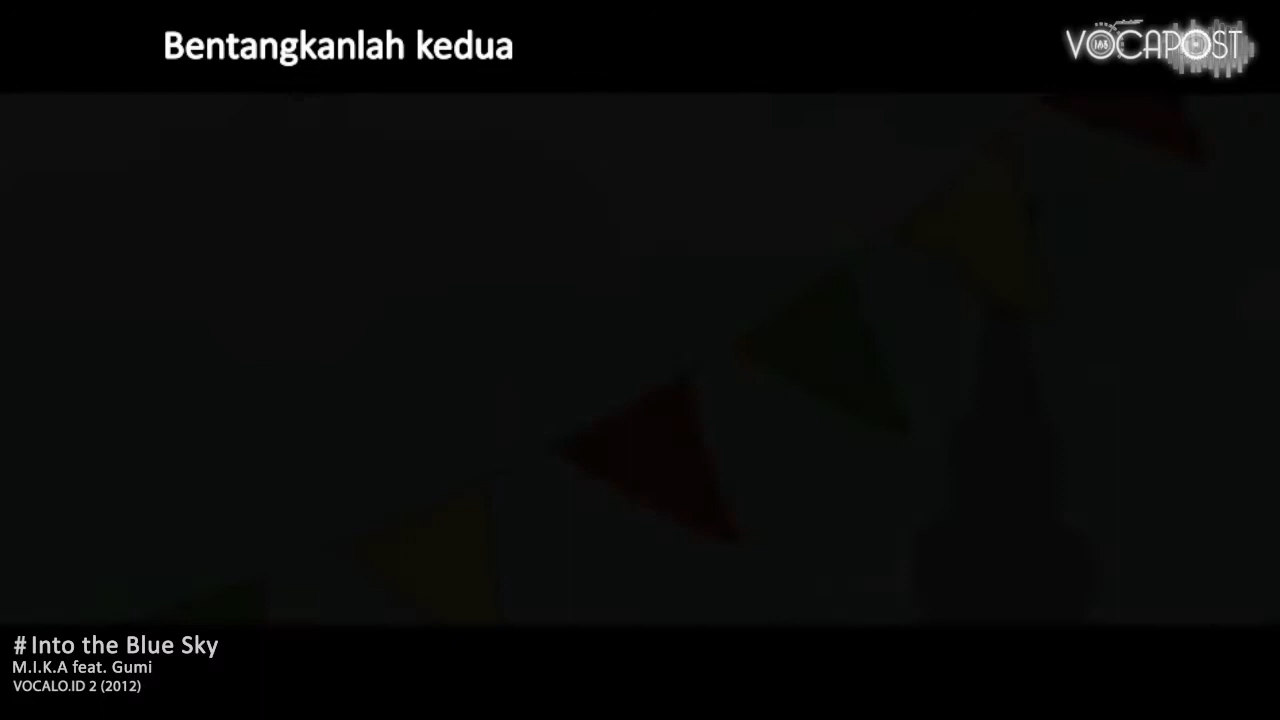 Bentangkanlah kedua
VOCAPOST
# Into the Blue Sky
M.I.K.A feat. Gumi
VOCALO.ID 2 (2012)